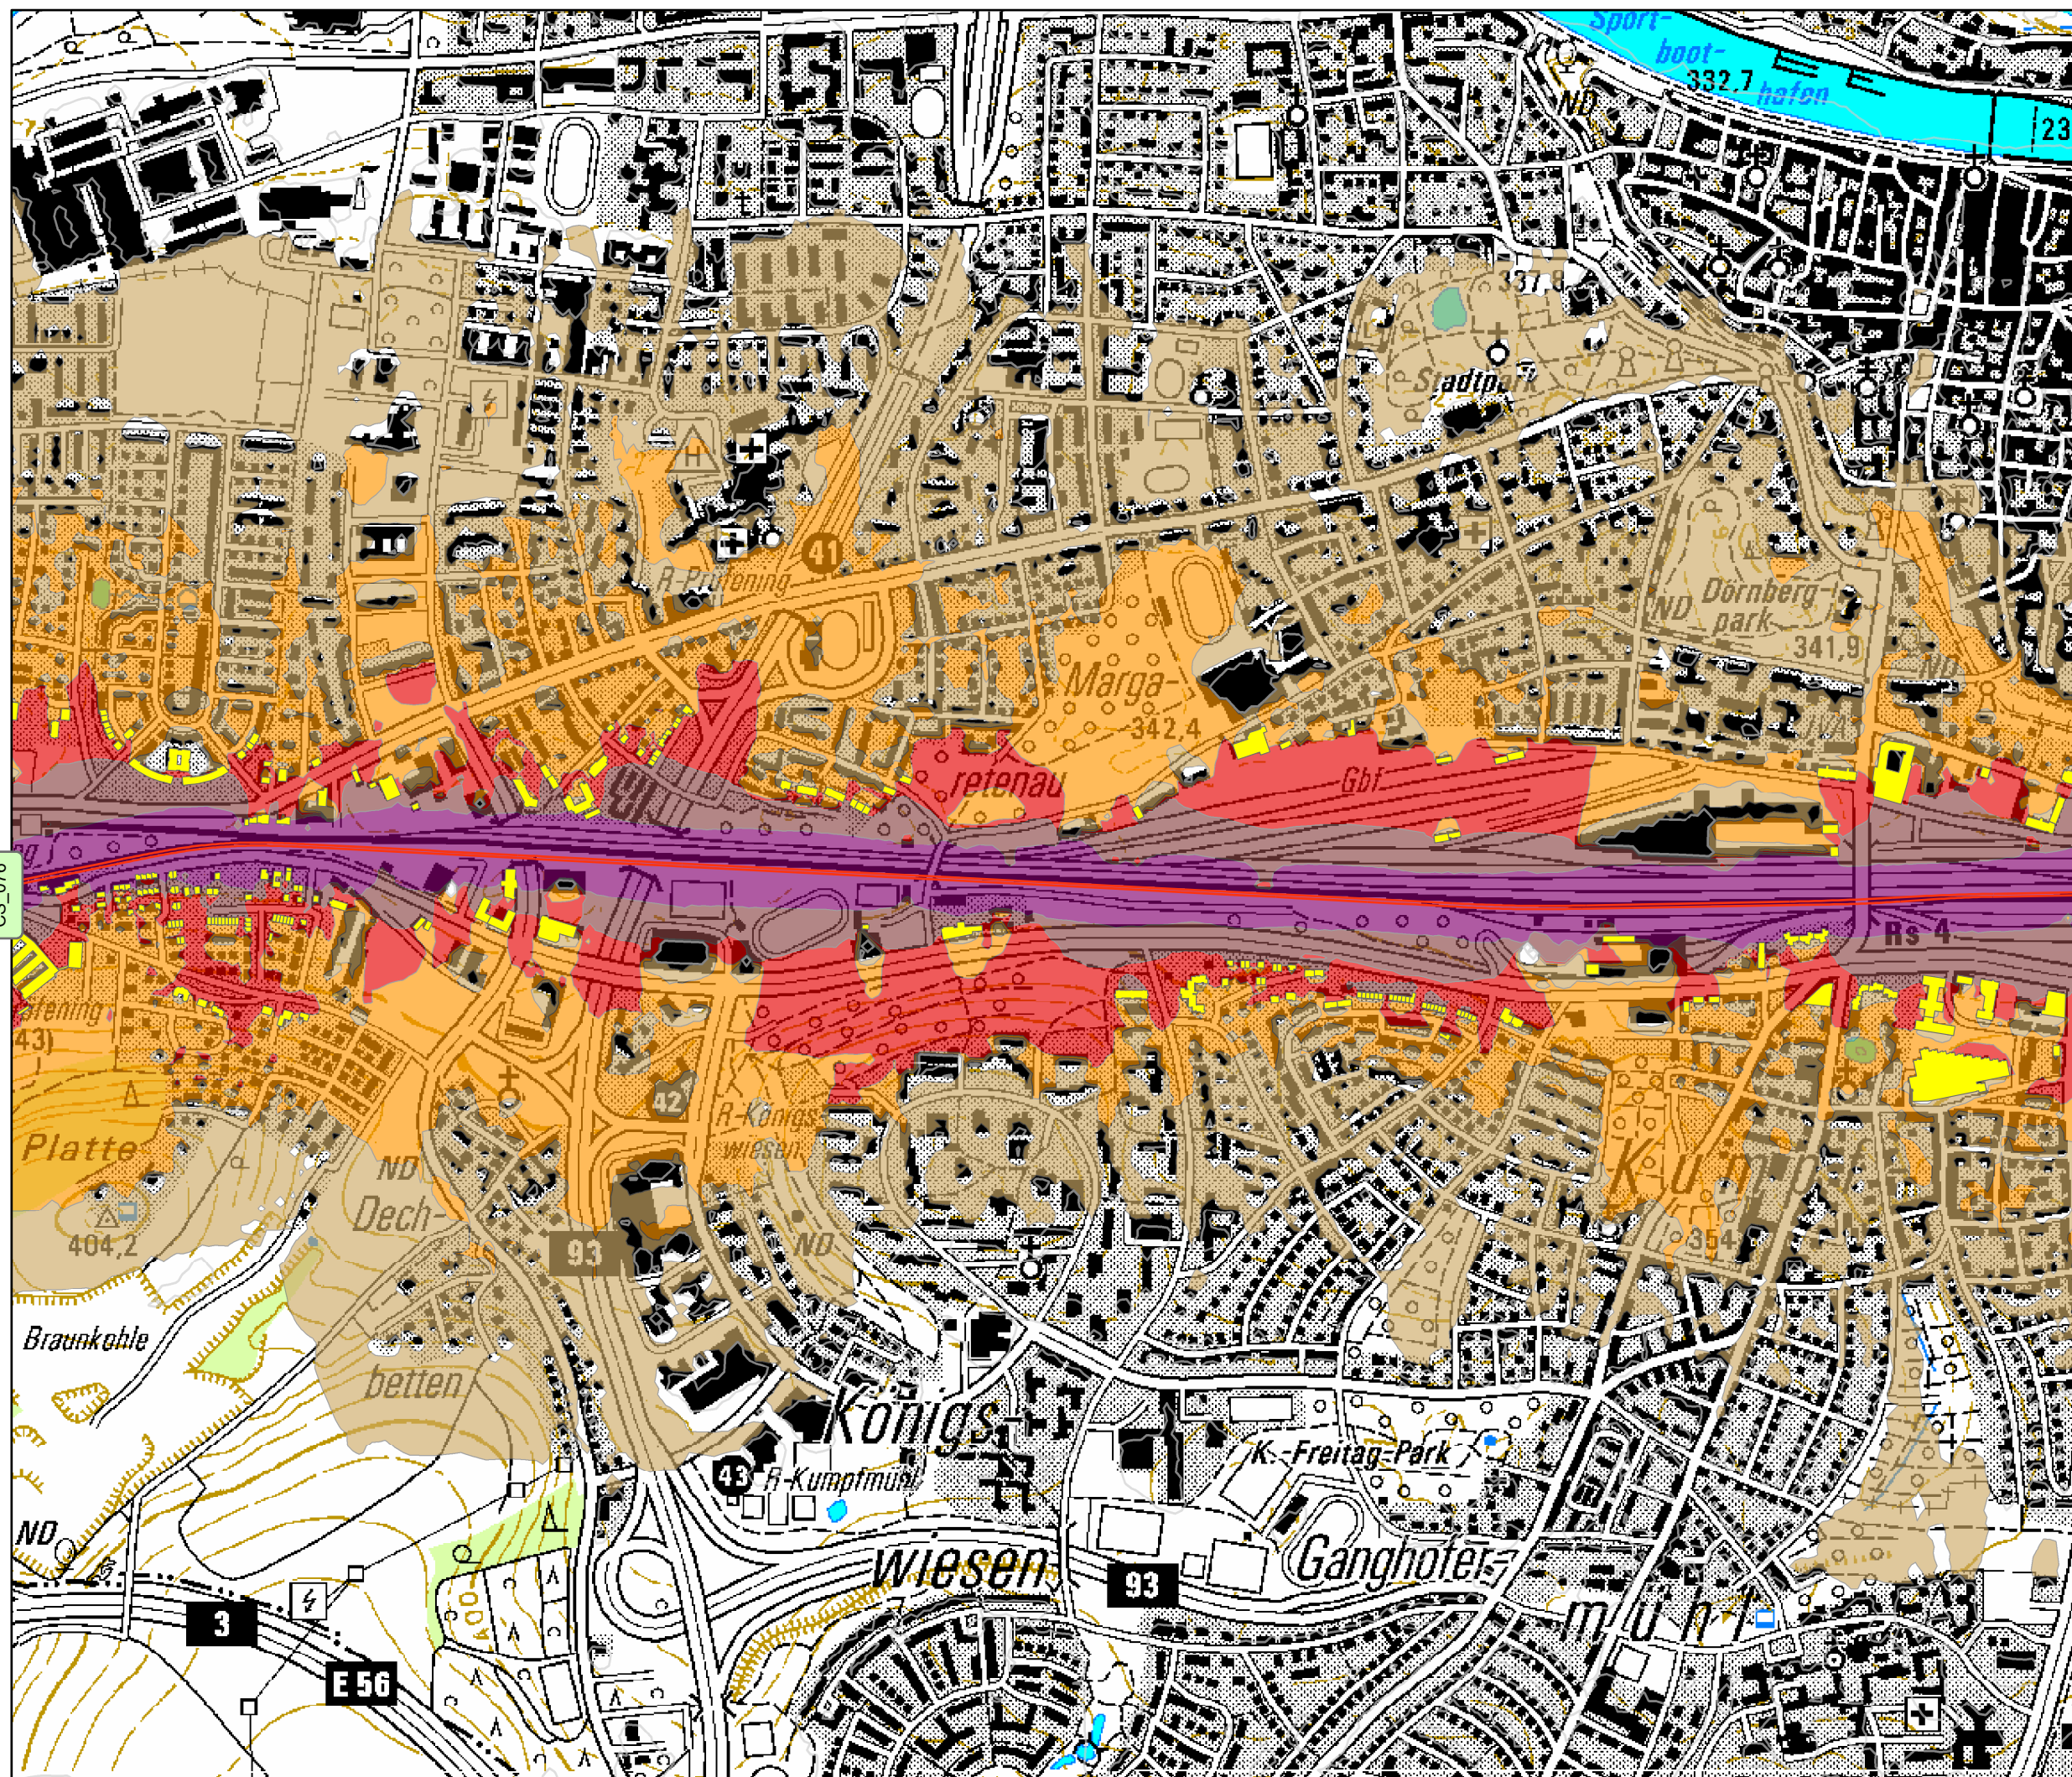 Sport-
boot-
332,7
hafen
ND
23
Stadtpark
41
R-Prüfening
ND
Dörnberg-
park
341,9
Marga-
342,4
retenau
Gbf
Rs 4
43)
42
R-Königs
wiesen
Platte
ND
Dech-
404,2
93
ND
354
Braunkohle
betten
Königs-
K.-Freitag-Park
43
R-Kumpfmühl
ND
wiesen
93
Ganghofer-
3
400
E 56